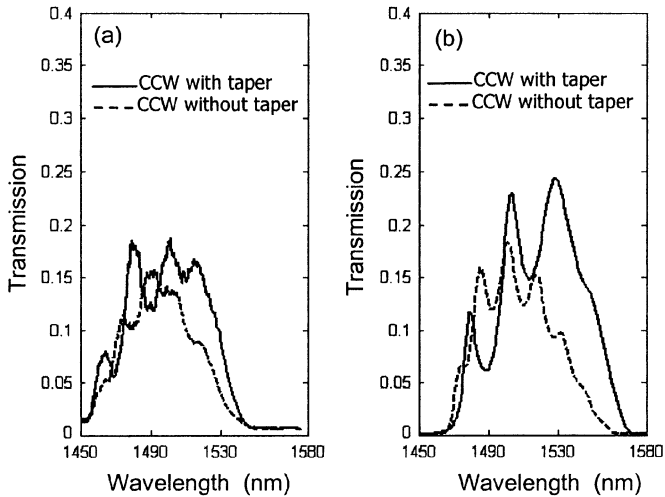 (a)
0.4
0.35
0.3
0.25
0.2
0.15
0.1
0.05
0
CCW with taper
CCW without taper
Transmission
1450 1490 1530 1580
Wavelength (nm)
(b)
0.4
0.35
0.3
0.25
0.2
0.15
0.1
0.05
0
CCW with taper
CCW without taper
Transmission
1450 1490 1530 1580
Wavelength (nm)